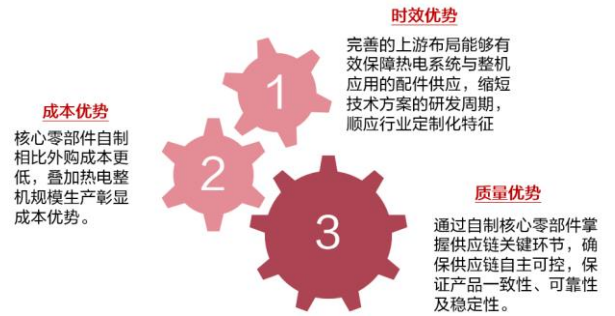 时效优势
完善的上游布局能够有
效保障热电系统与整机
应用的配件供应，缩短
技术方案的研发周期，
顺应行业定制化特征
1
成本优势
核心零部件自制
相比外购成本更
低，叠加热电整
机规模生产彰显
成本优势。
2
3
质量优势
通过自制核心零部件掌
握供应链关键环节，确
保供应链自主可控，保
证产品一致性、可靠性
及稳定性。